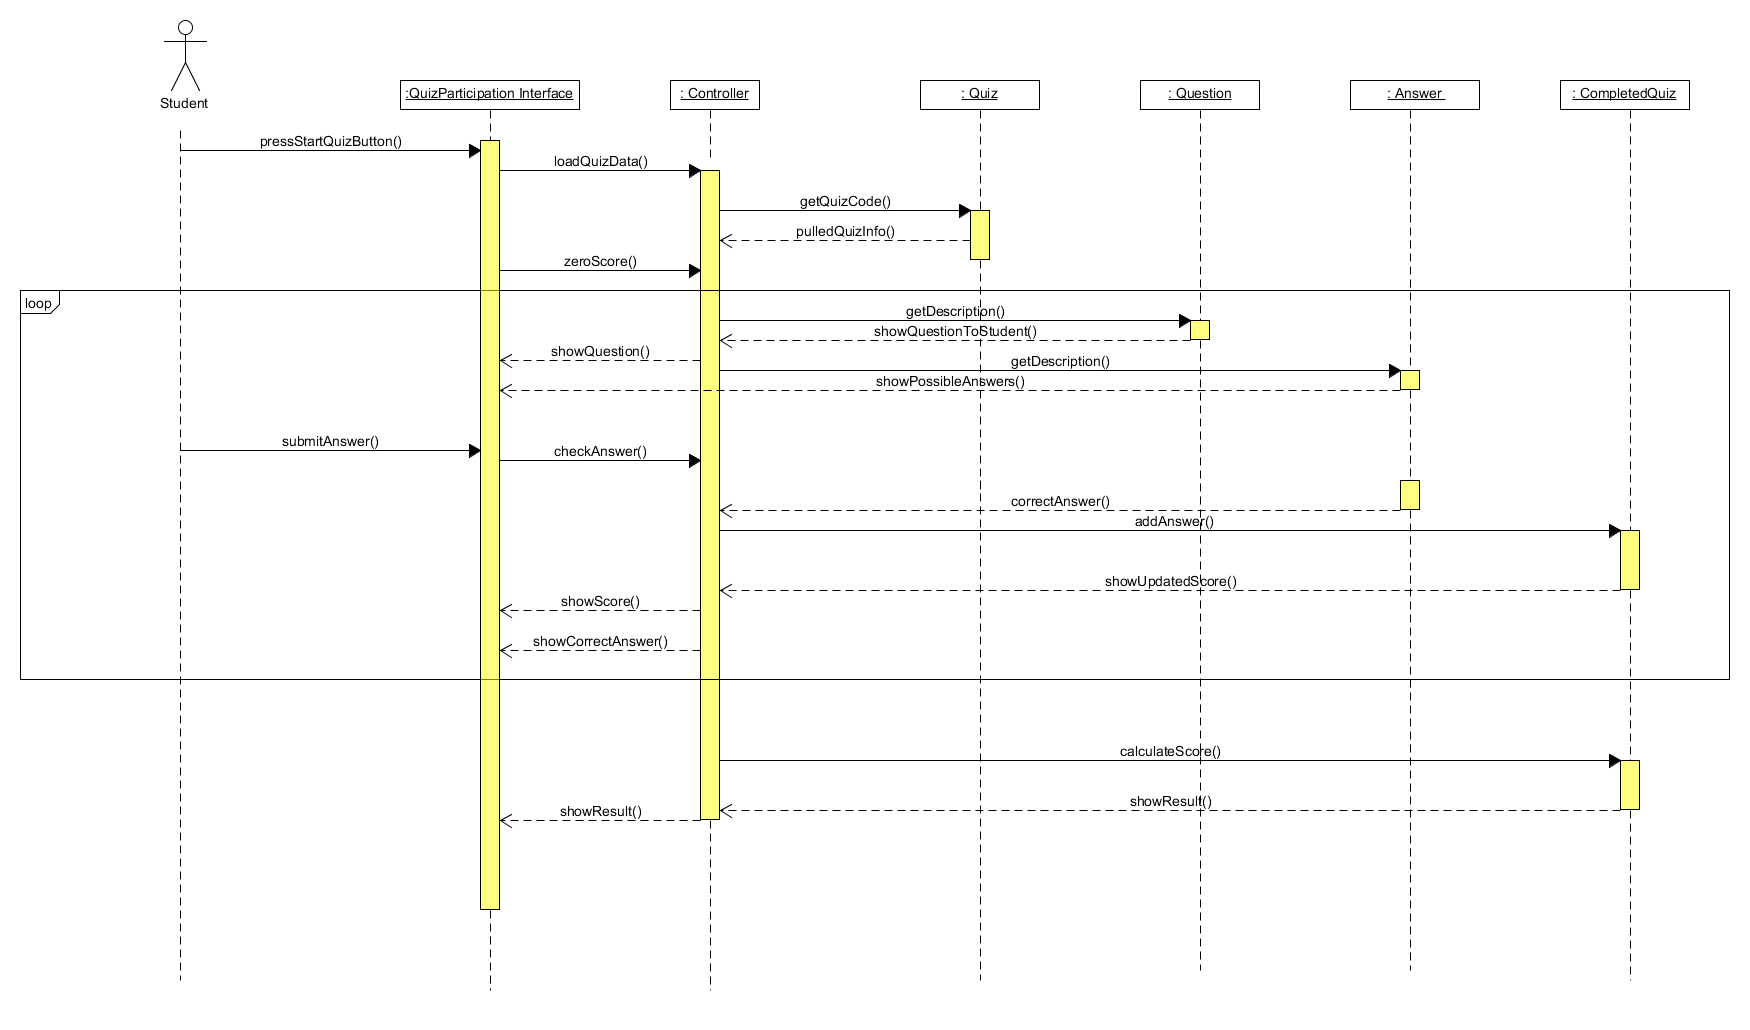 Student
:QuizParticipation Interface
: Controller
: Quiz
: Question
: Answer
: CompletedQuiz
pressStartQuizButton()
loadQuizData()
getQuizCode()
pulledQuizInfo()
zeroScore()
loop
getDescription()
showQuestionToStudent()
showQuestion()
getDescription()
showPossibleAnswers()
submitAnswer()
checkAnswer()
correctAnswer()
addAnswer()
showUpdatedScore()
showScore()
showCorrectAnswer()
calculateScore()
showResult()
showResult()